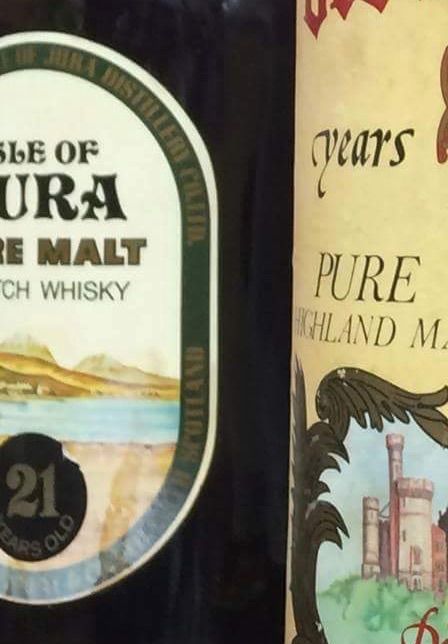 OF JURA DISTILLERY CO. LTD.
SLE OF
URA
RE MALT
TCH WHISKY
SCOTLAND
21
YEARS OLD
years
PURE
HIGHLAND MA